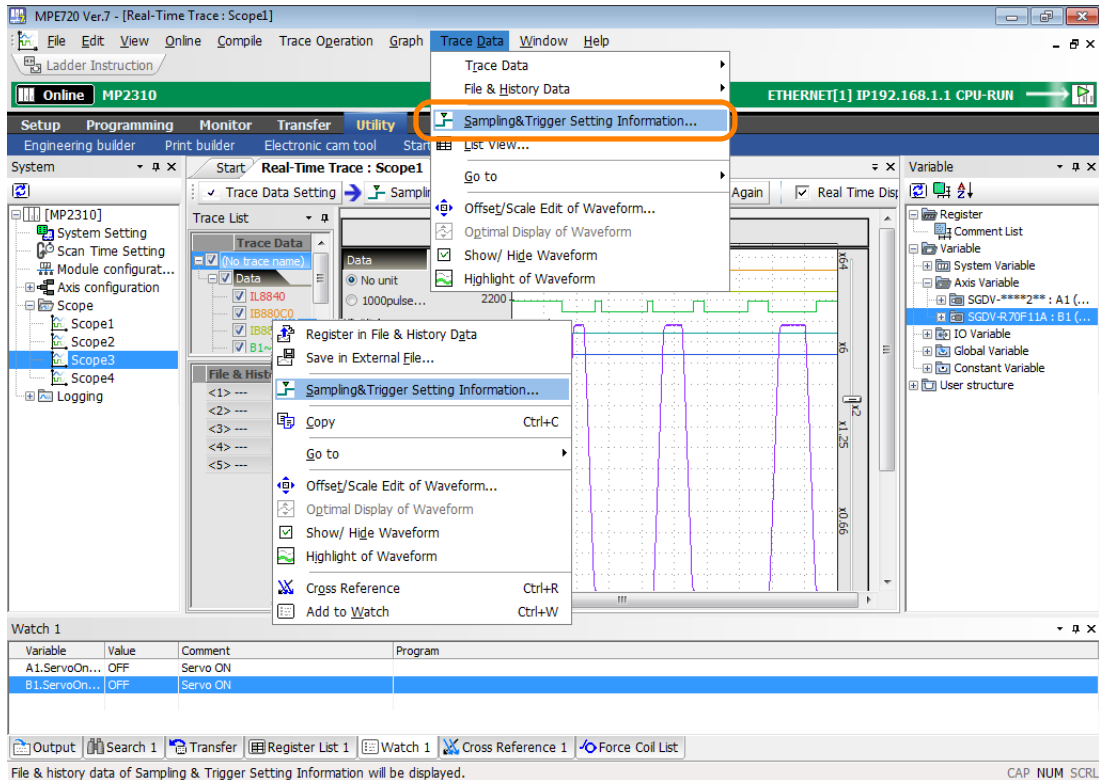 MPE720 Ver.7 - [Real-Time Trace : Scope1]
File Edit View Online Compile Trace Operation Graph Trace Data Window Help
Ladder Instruction
Online MP2310
ETHERNET[1] IP192.168.1.1 CPU-RUN
Setup Programming Monitor Transfer Utility
Engineering builder Print builder Electronic cam tool
Trace Data
File & History Data
Sampling&Trigger Setting Information...
List View...
Go to
Offset/Scale Edit of Waveform...
Optimal Display of Waveform
Show/ Hide Waveform
Highlight of Waveform
System
[MP2310]
System Setting
Scan Time Setting
Module configurat...
Axis configuration
Scope
Scope1
Scope2
Scope3
Scope4
Logging
Start Real-Time Trace : Scope1
Trace Data Setting
Again Real Time
Trace List
Trace Data
(No trace name)
Data
IL8840
IB880C0
B1~
<1> ---
<2> ---
<3> ---
<4> ---
<5> ---
Data
No unit
1000pulse...
2200
x64
x6
x2
x1.25
x0.66
Register in File & History Data
Save in External File...
Sampling&Trigger Setting Information...
Copy Ctrl+C
Go to
Offset/Scale Edit of Waveform...
Optimal Display of Waveform
Show/ Hide Waveform
Highlight of Waveform
Cross Reference Ctrl+R
Add to Watch Ctrl+W
Variable
Register
Comment List
Variable
System Variable
Axis Variable
SGDV-****2** : A1 (...
SGDV-R70F11A : B1 (...
IO Variable
Global Variable
Constant Variable
User structure
Watch 1
Variable Value Comment Program
A1.ServoOn... OFF Servo ON
B1.ServoOn... OFF Servo ON
Output Search 1 Transfer Register List 1 Watch 1 Cross Reference 1 Force Coil List
File & history data of Sampling & Trigger Setting Information will be displayed.
CAP NUM SCRL